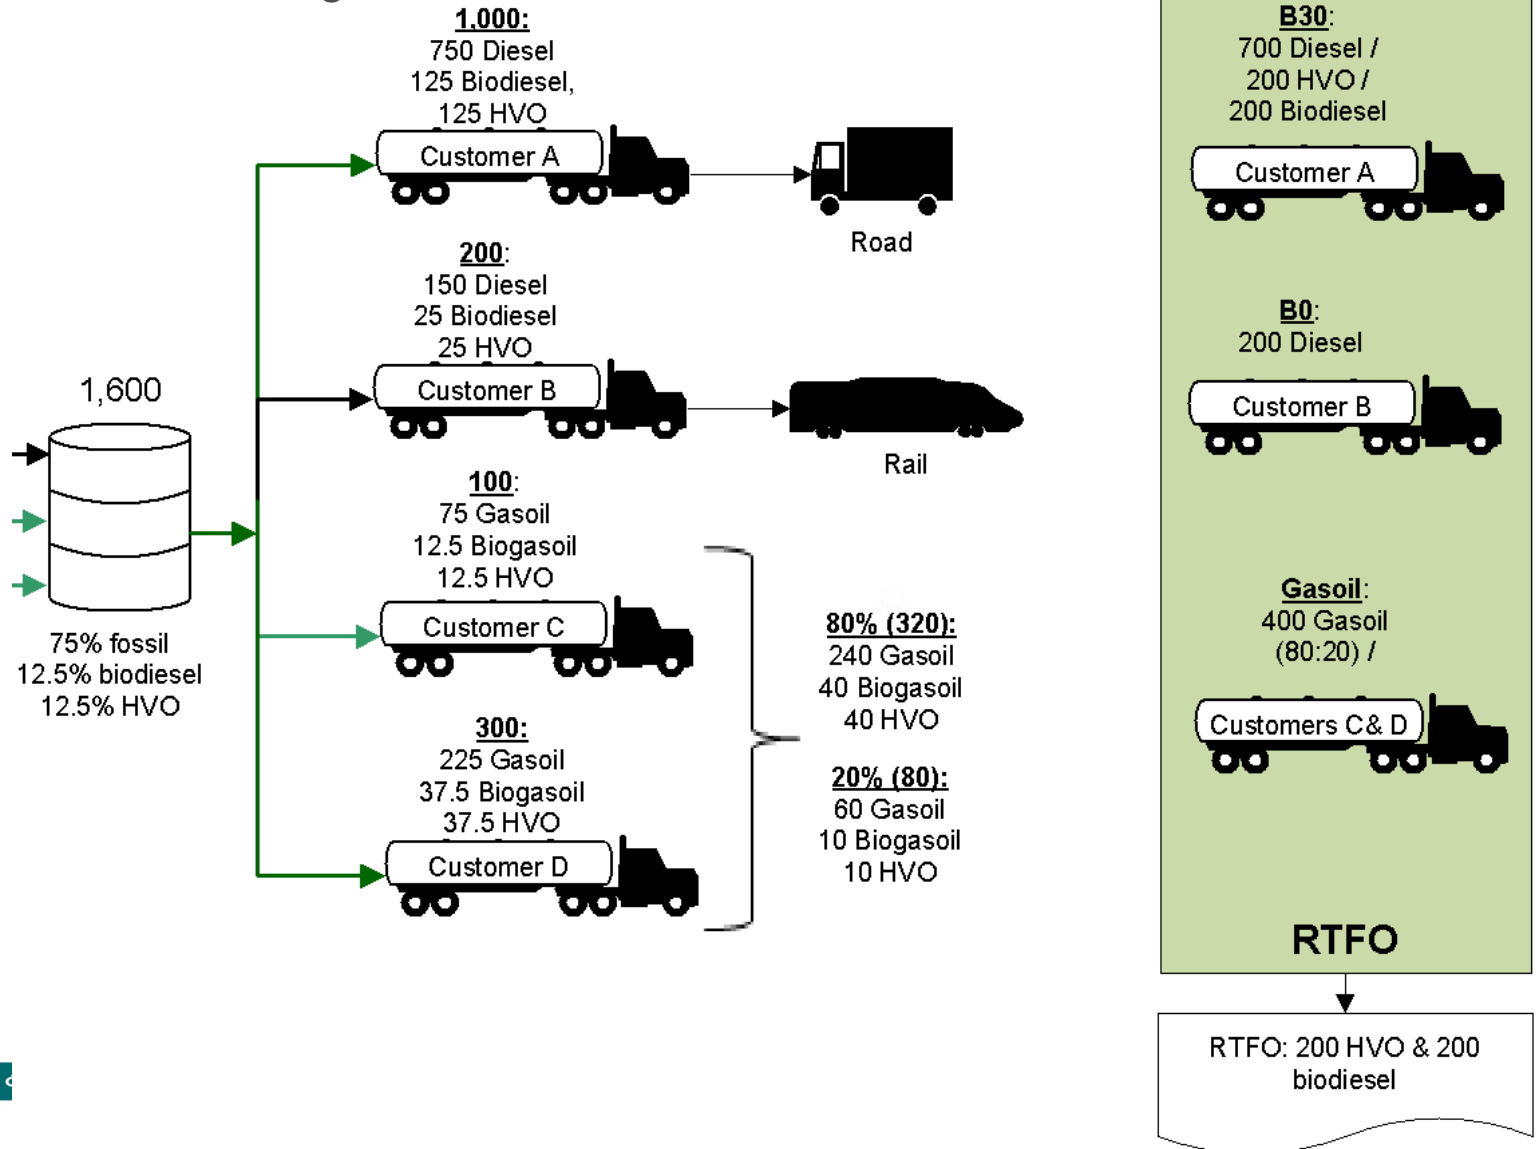 1,000:
750 Diesel
125 Biodiesel,
125 HVO
Customer A
Road
200:
150 Diesel
25 Biodiesel
25 HVO
Customer B
Rail
1,600
75% fossil
12.5% biodiesel
12.5% HVO
100:
75 Gasoil
12.5 Biogasoil
12.5 HVO
Customer C
300:
225 Gasoil
37.5 Biogasoil
37.5 HVO
Customer D
80% (320):
240 Gasoil
40 Biogasoil
40 HVO
20% (80):
60 Gasoil
10 Biogasoil
10 HVO
B30:
700 Diesel /
200 HVO /
200 Biodiesel
Customer A
B0:
200 Diesel
Customer B
Gasoil:
400 Gasoil
(80:20) /
Customers C& D
RTFO
RTFO: 200 HVO & 200
biodiesel